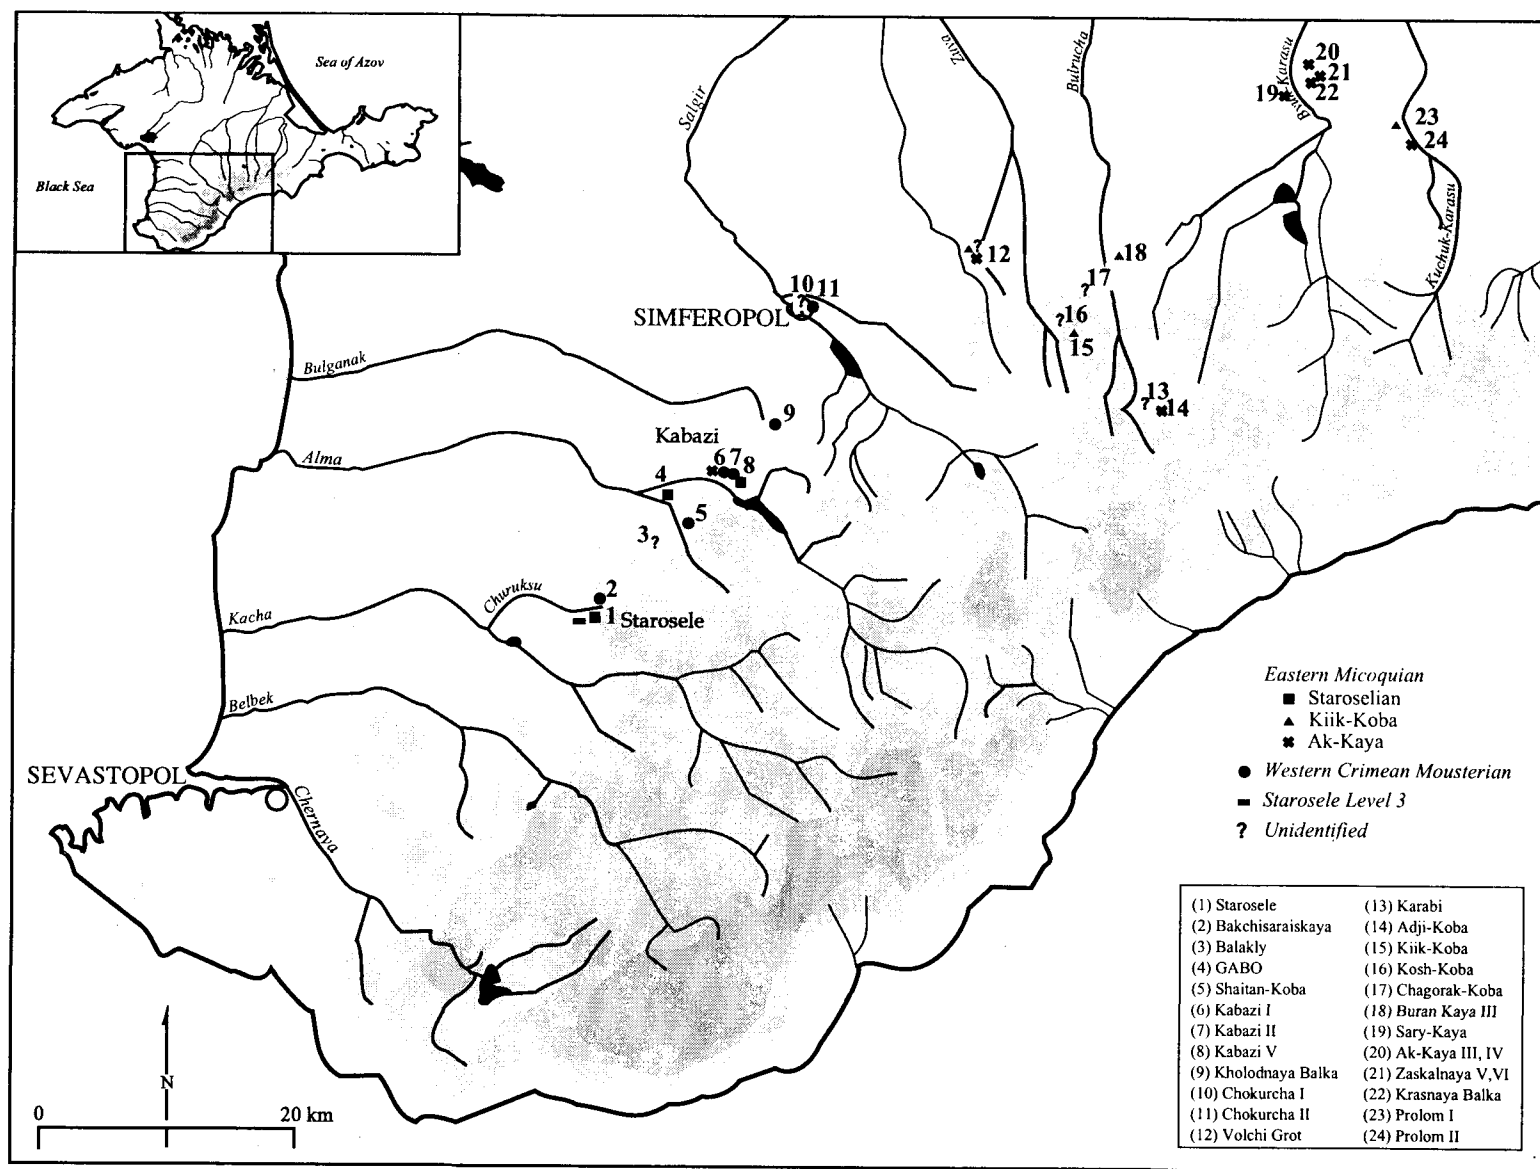 Sea of Azov
Black Sea
Salgir
Zuya
Bulrucha
Byuk-Karasu
Kuchuk-Karasu
20
21
19
22
23
24
12
18
17
16
15
13
14
10 11
SIMFEROPOL
Bulganak
9
Kabazi
Alma
6 7
8
4
5
3
?
Churuksu
2
1 Starosele
Kacha
Belbek
SEVASTOPOL
Chernaya
Eastern Micoquian
Staroselian
Kiik-Koba
Ak-Kaya
Western Crimean Mousterian
Starosele Level 3
? Unidentified
(1) Starosele
(2) Bakchisaraiskaya
(3) Balakly
(4) GABO
(5) Shaitan-Koba
(6) Kabazi I
(7) Kabazi II
(8) Kabazi V
(9) Kholodnaya Balka
(10) Chokurcha I
(11) Chokurcha II
(12) Volchi Grot
(13) Karabi
(14) Adji-Koba
(15) Kiik-Koba
(16) Kosh-Koba
(17) Chagorak-Koba
(18) Buran Kaya III
(19) Sary-Kaya
(20) Ak-Kaya III, IV
(21) Zaskalnaya V,VI
(22) Krasnaya Balka
(23) Prolom I
(24) Prolom II
N
0 20 km